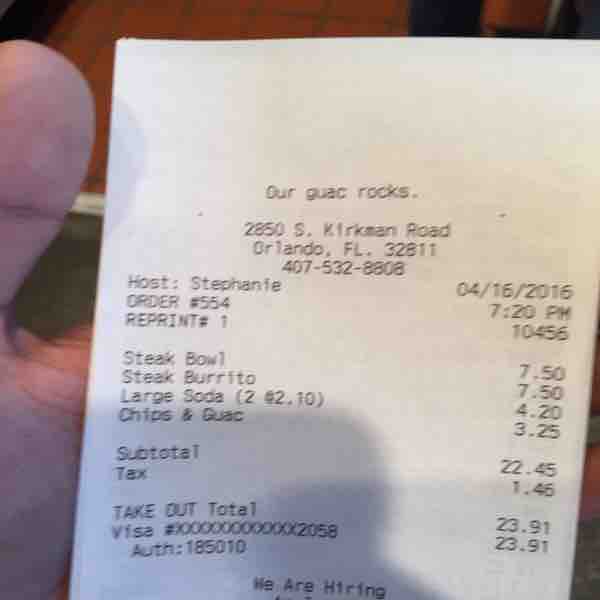 Our guac rocks.
2850 S. Kirkman Road
Orlando, FL. 32811
407-532-8808
Host: Stephanie 04/16/2016
ORDER #554 7:20 PM
REPRINT# 1 10456
Steak Bowl 7.50
Steak Burrito 7.50
Large Soda (2 @2.10) 4.20
Chips & Guac 3.25
Subtotal 22.45
Tax 1.46
TAKE OUT Total 23.91
Visa #XXXXXXXXXXXX2058 23.91
Auth:185010
We Are Hiring